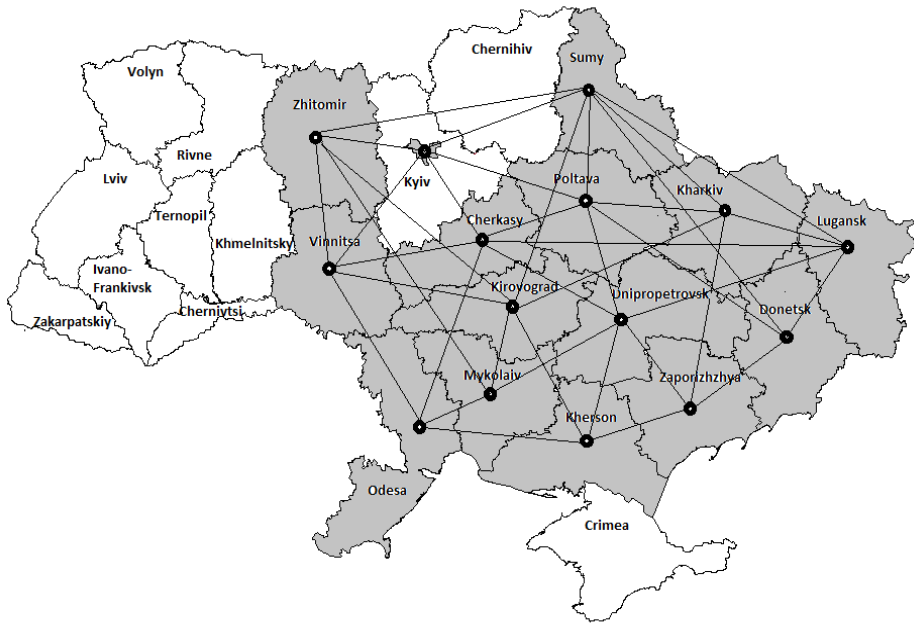 Chernihiv
Sumy
Volyn
Zhitomir
Rivne
Lviv
Kyiv
Poltava
Kharkiv
Ternopil
Cherkasy
Lugansk
Khmelnitsky
Vinnitsa
Ivano-
Frankivsk
Kirovograd
Dnipropetrovsk
Donetsk
Zakarpatskiy
Chernivtsi
Mykolaiv
Zaporizhzhya
Kherson
Odesa
Crimea